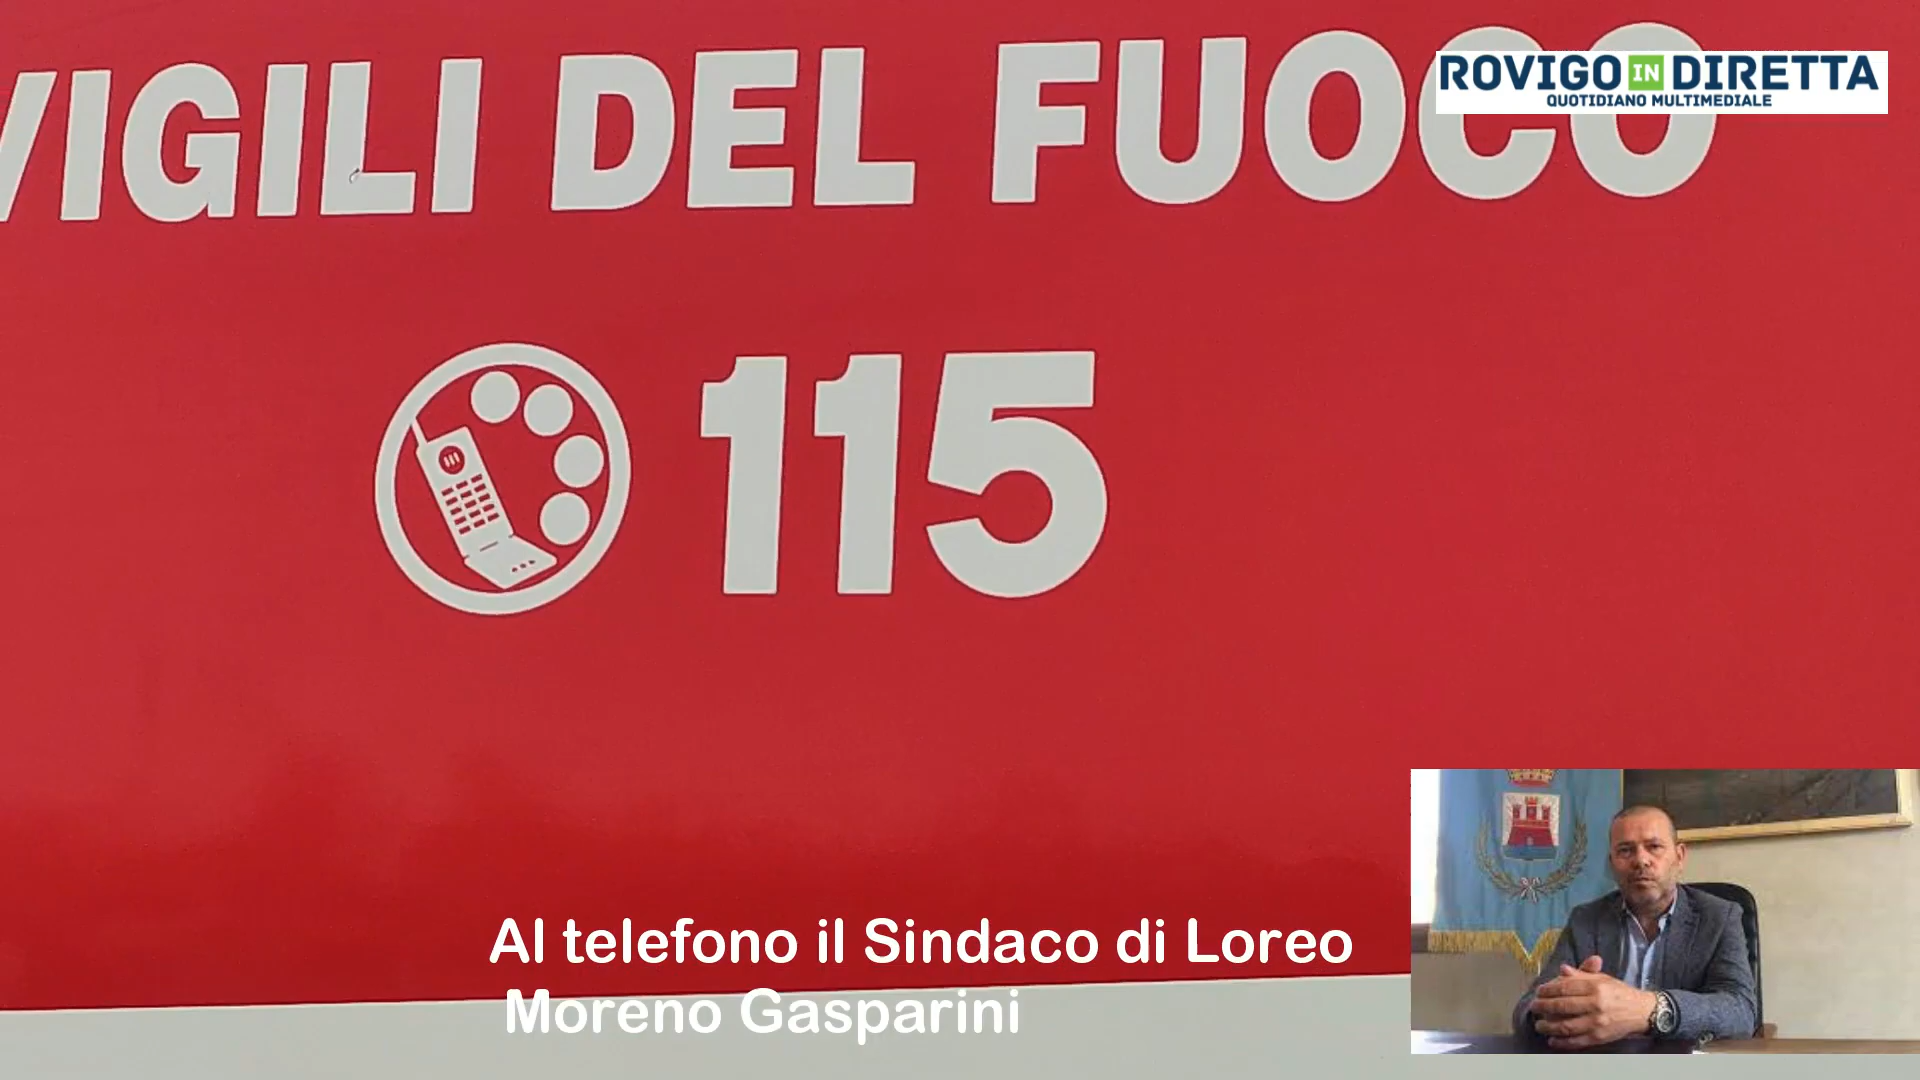 VIGILI DEL FUOCO
ROVIGO IN DIRETTA
QUOTIDIANO MULTIMEDIALE
115
Al telefono il Sindaco di Loreo
Moreno Gasparini